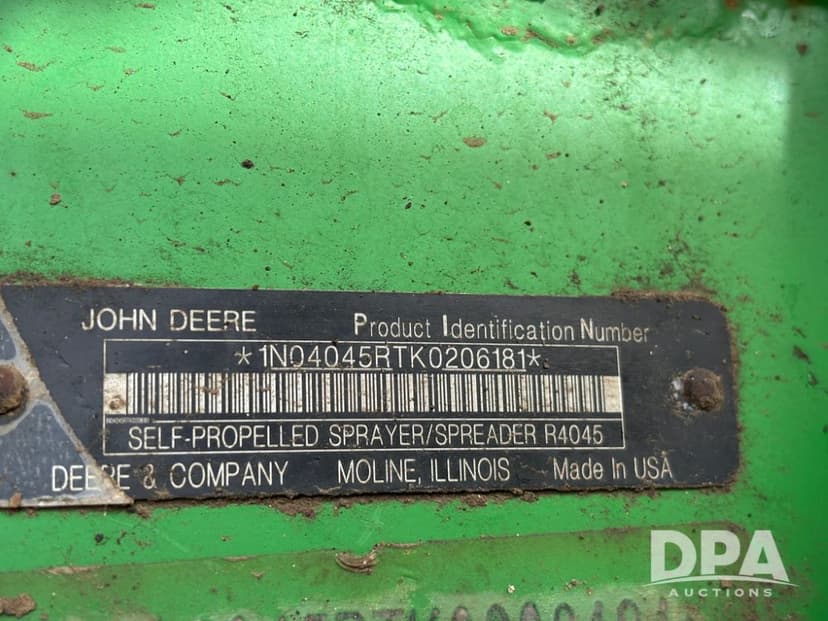 JOHN DEERE Product Identification Number
*1N04045RTK0206181*
SELF-PROPELLED SPRAYER/SPREADER R4045
DEERE & COMPANY MOLINE, ILLINOIS Made In USA
DPA
AUCTIONS